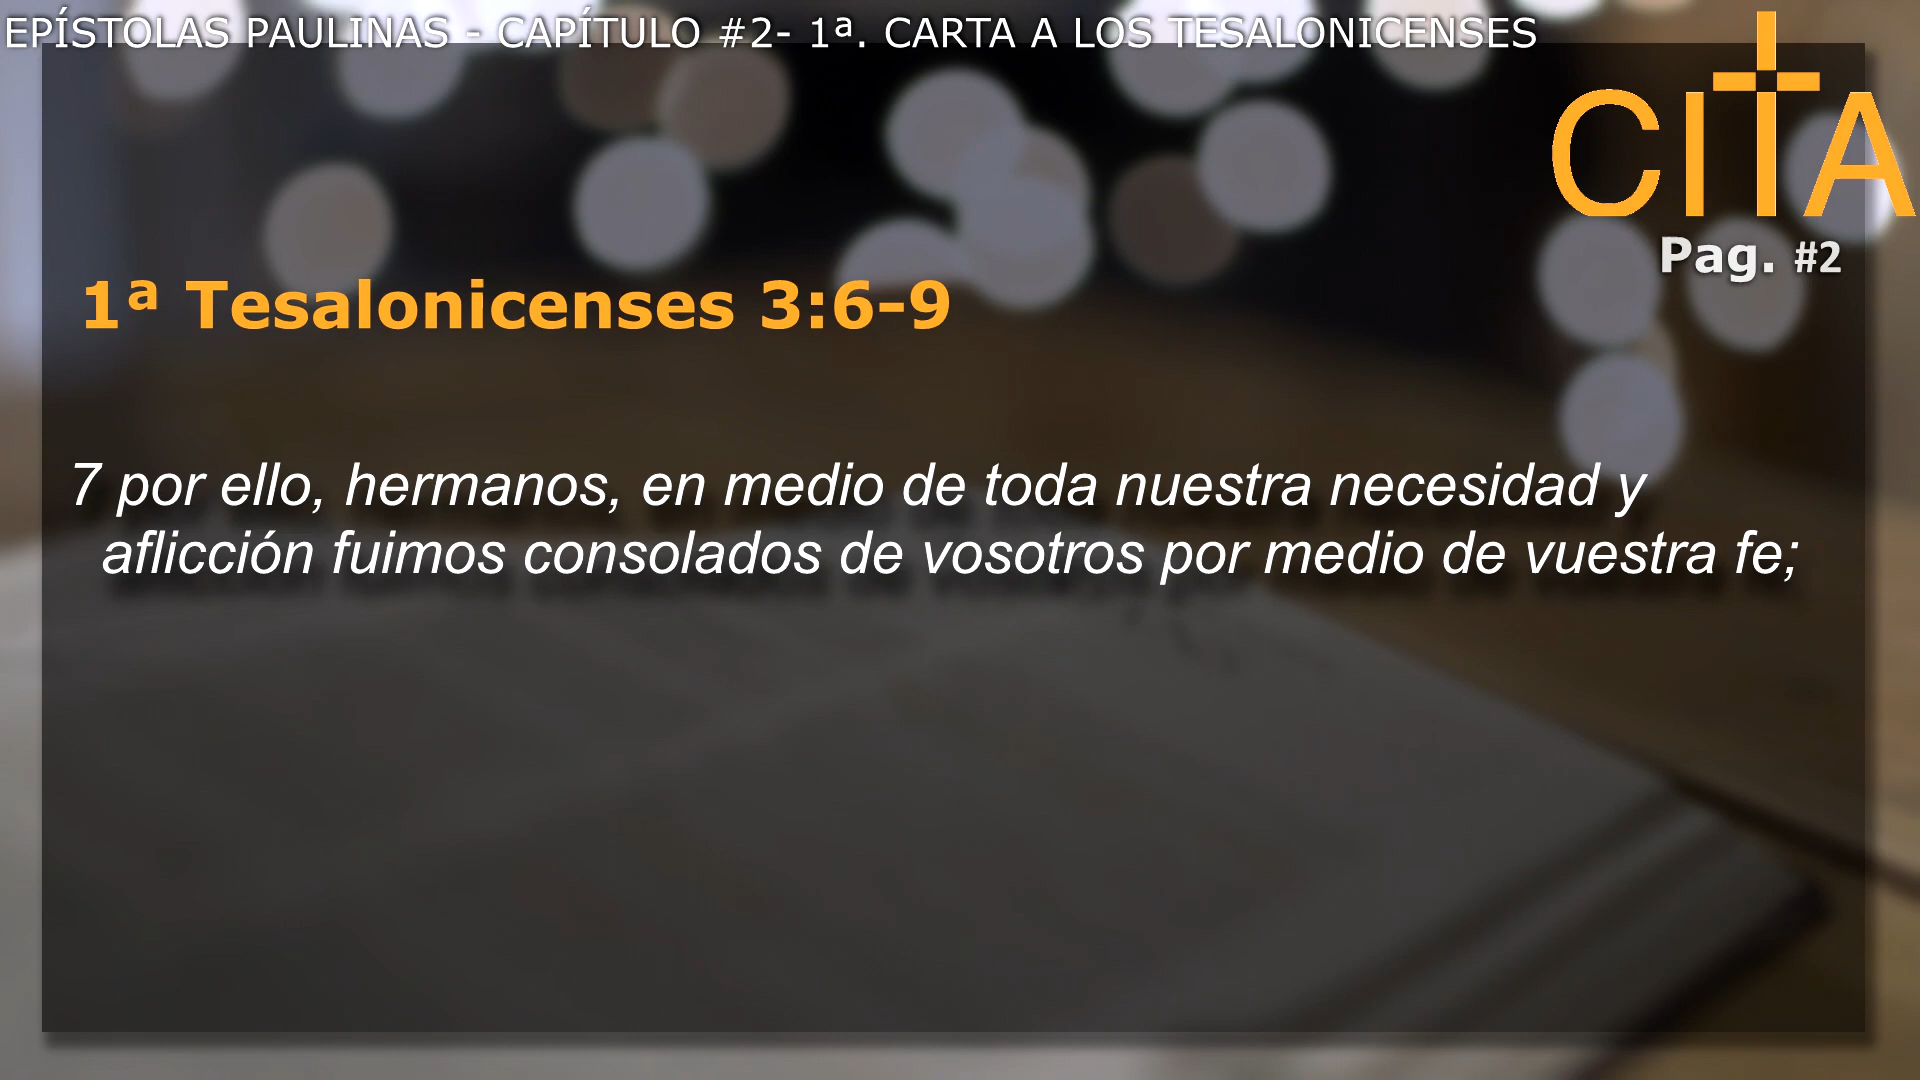 EPÍSTOLAS PAULINAS - CAPÍTULO #2- 1ª. CARTA A LOS TESALONICENSES
CITA
Pag. #2
1ª Tesalonicenses 3:6-9
7 por ello, hermanos, en medio de toda nuestra necesidad y
aflicción fuimos consolados de vosotros por medio de vuestra fe;